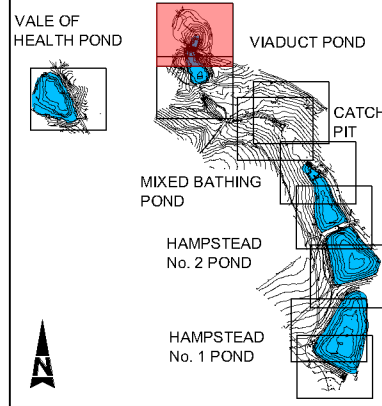 VALE OF
HEALTH POND
VIADUCT POND
CATCH
PIT
MIXED BATHING
POND
HAMPSTEAD
No. 2 POND
HAMPSTEAD
No. 1 POND
N